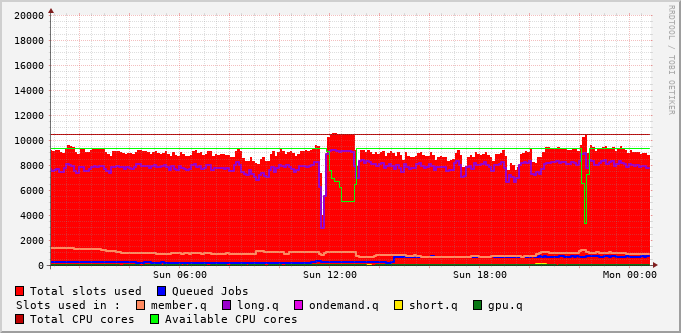 20000
18000
16000
14000
12000
10000
8000
6000
4000
2000
0
Sun 06:00 Sun 12:00 Sun 18:00 Mon 00:00
RRDTOOL / TOBI OETIKER
Total slots used Queued Jobs
Slots used in : member.q long.q ondemand.q short.q gpu.q
Total CPU cores Available CPU cores